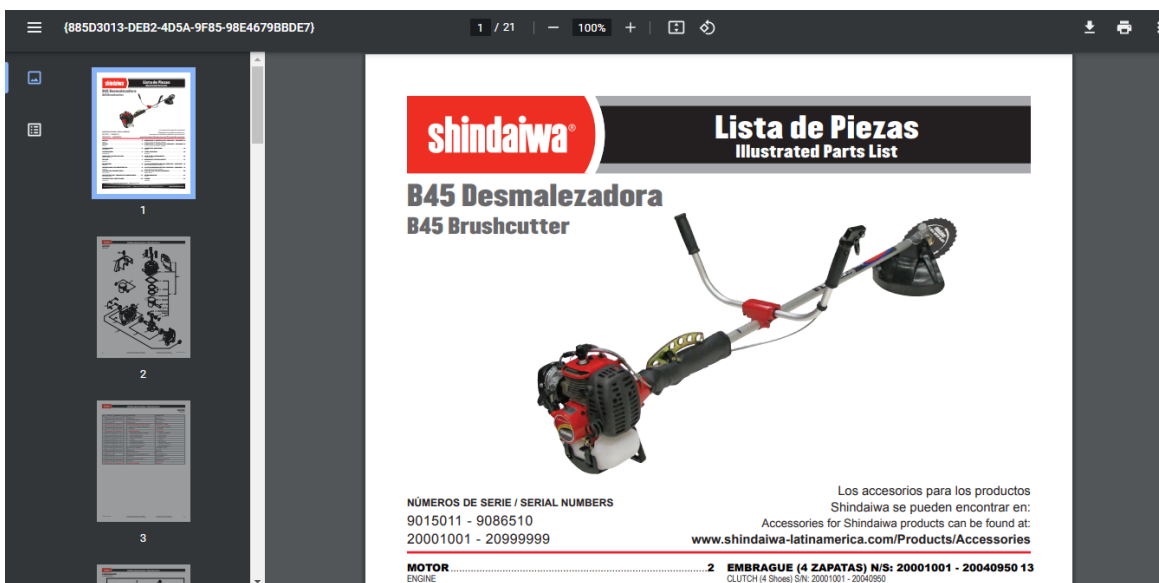 {885D3013-DEB2-4D5A-9F85-98E4679BBDE7}
1 / 21
100%
1
2
3
shindaiwa®
Lista de Piezas
Illustrated Parts List
B45 Desmalezadora
B45 Brushcutter
NÚMEROS DE SERIE / SERIAL NUMBERS
9015011 - 9086510
20001001 - 20999999
Los accesorios para los productos
Shindaiwa se pueden encontrar en:
Accessories for Shindaiwa products can be found at:
www.shindaiwa-latinamerica.com/Products/Accessories
MOTOR 2
ENGINE
EMBRAGUE (4 ZAPATAS) N/S: 20001001 - 20040950 13
CLUTCH (4 Shoes) S/N: 20001001 - 20040950